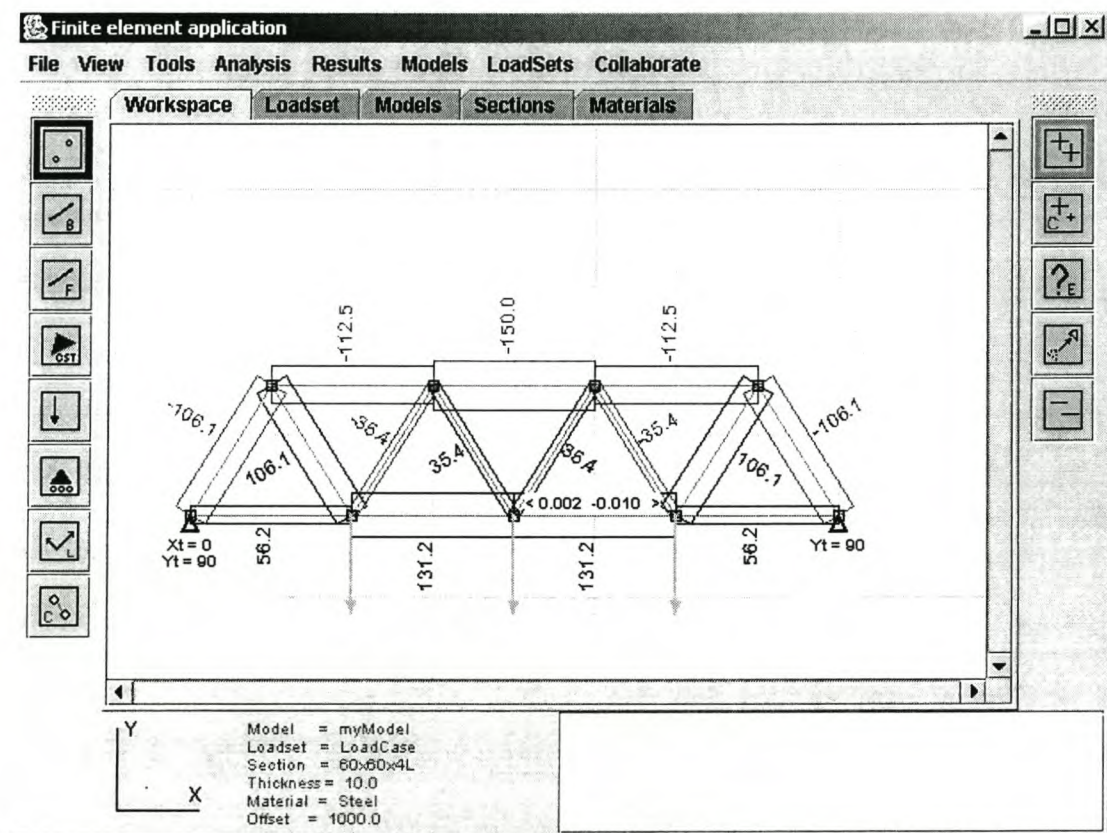 Finite element application
File View Tools Analysis Results Models LoadSets Collaborate
Workspace Loadset Models Sections Materials
B
F
CST
L
C
C
E
-112.5
-150.0
-112.5
-106.1
106.1
-35.4
35.4
35.4
-35.4
106.1
-106.1
< 0.002 -0.010 >
Xt = 0
Yt = 90
56.2
131.2
131.2
56.2
Yt = 90
Y
X
Model = myModel
Loadset = LoadCase
Section = 60x60x4L
Thickness = 10.0
Material = Steel
Offset = 1000.0